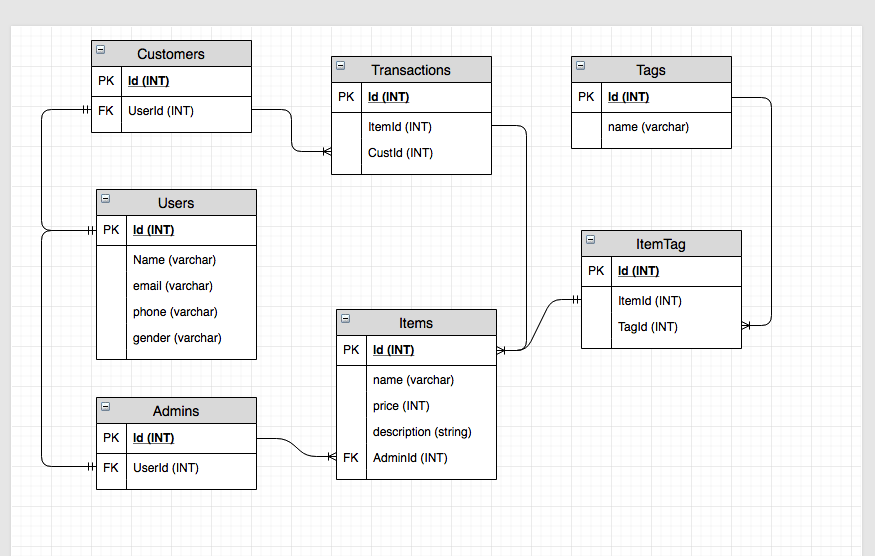 Customers
PK Id (INT)
FK UserId (INT)
Transactions
PK Id (INT)
ItemId (INT)
CustId (INT)
Tags
PK Id (INT)
name (varchar)
Users
PK Id (INT)
Name (varchar)
email (varchar)
phone (varchar)
gender (varchar)
ItemTag
PK Id (INT)
ItemId (INT)
TagId (INT)
Items
PK Id (INT)
name (varchar)
price (INT)
description (string)
FK AdminId (INT)
Admins
PK Id (INT)
FK UserId (INT)